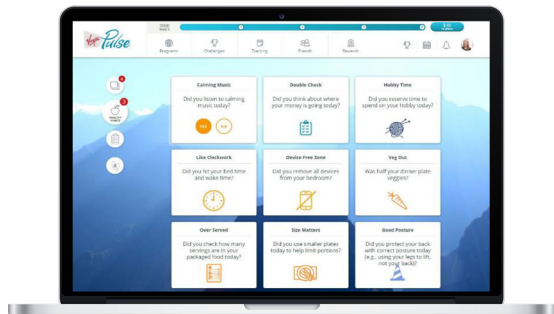 Virgin Pulse
Programs
Challenges
Tracking
Friends
Rewards
Calming Music
Did you listen to calming
music today?
YES
NO
Double Check
Did you think about where
your money is going today?
Hobby Time
Did you reserve time to
spend on your hobby today?
Like Clockwork
Did you hit your bed time
and wake time?
Device Free Zone
Did you remove all devices
from your bedroom?
Veg Out
Was half your dinner plate
veggies?
Over Served
Did you check how many
servings are in your
packaged food today?
Size Matters
Did you use smaller plates
today to help limit portions?
Good Posture
Did you protect your back
with correct posture today
(e.g., using your legs to lift,
not your back)?